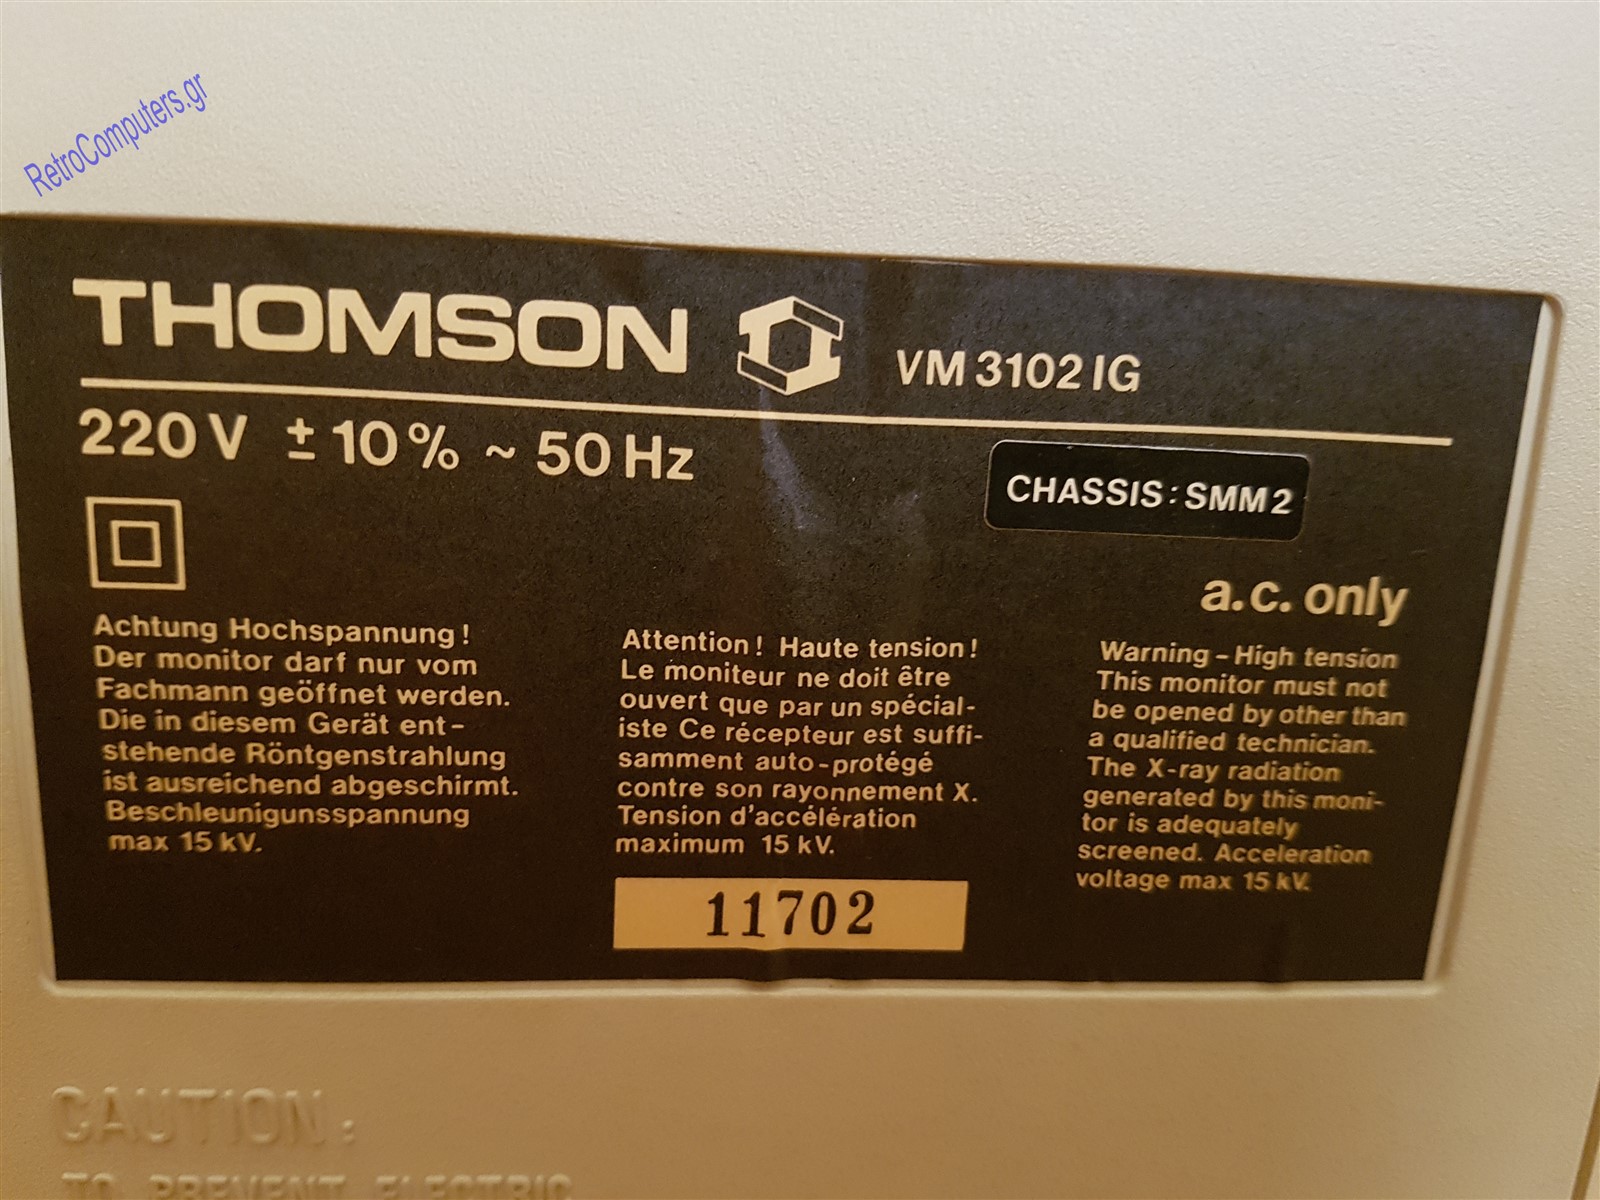 RetroComputers.gr
THOMSON
VM 3102 IG
220 V ± 10 % ~ 50 Hz
CHASSIS : SMM 2
a.c. only
Achtung Hochspannung !
Der monitor darf nur vom
Fachmann geöffnet werden.
Die in diesem Gerät ent-
stehende Röntgenstrahlung
ist ausreichend abgeschirmt.
Beschleunigunsspannung
max 15 kV.
Attention ! Haute tension !
Le moniteur ne doit être
ouvert que par un spécial-
iste Ce récepteur est suffi-
samment auto-protégé
contre son rayonnement X.
Tension d'accélération
maximum 15 kV.
Warning - High tension
This monitor must not
be opened by other than
a qualified technician.
The X-ray radiation
generated by this moni-
tor is adequately
screened. Acceleration
voltage max 15 kV.
11702
CAUTION :
TO PREVENT ELECTRIC